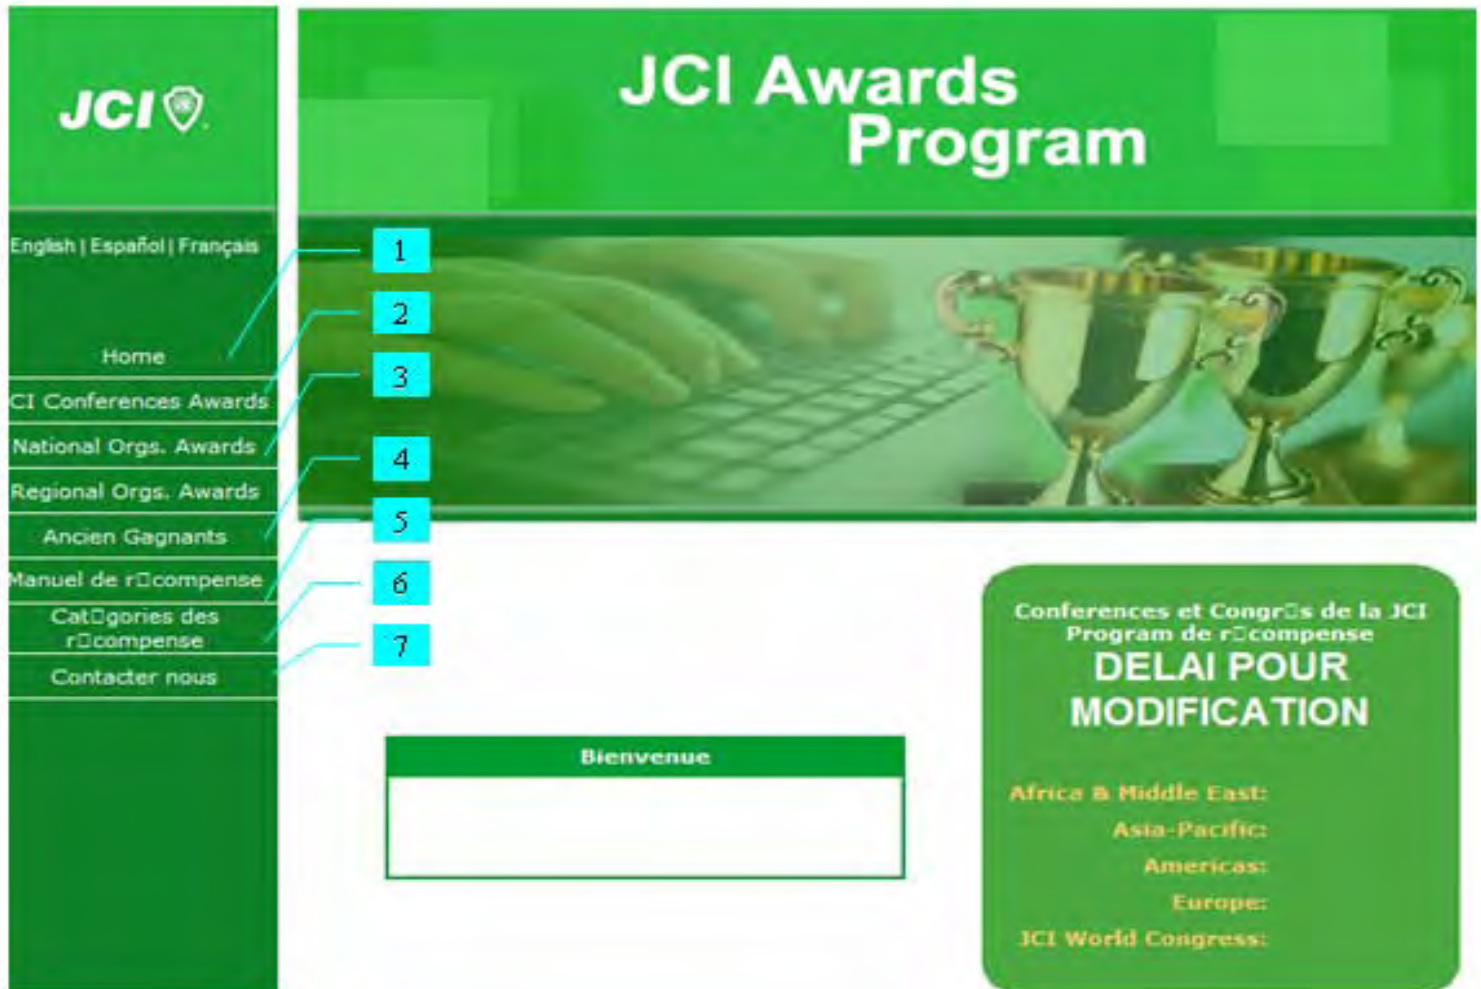 JCI
JCI Awards
Program
English | Español | Français
1
2
3
4
5
6
7
Home
CI Conferences Awards
National Orgs. Awards
Regional Orgs. Awards
Ancien Gagnants
Manuel de r□compense
Cat□gories des
r□compense
Contacter nous
Bienvenue
Conferences et Congr□s de la JCI
Program de r□compense
DELAI POUR
MODIFICATION
Africa & Middle East:
Asia-Pacific:
Americas:
Europe:
JCI World Congress: